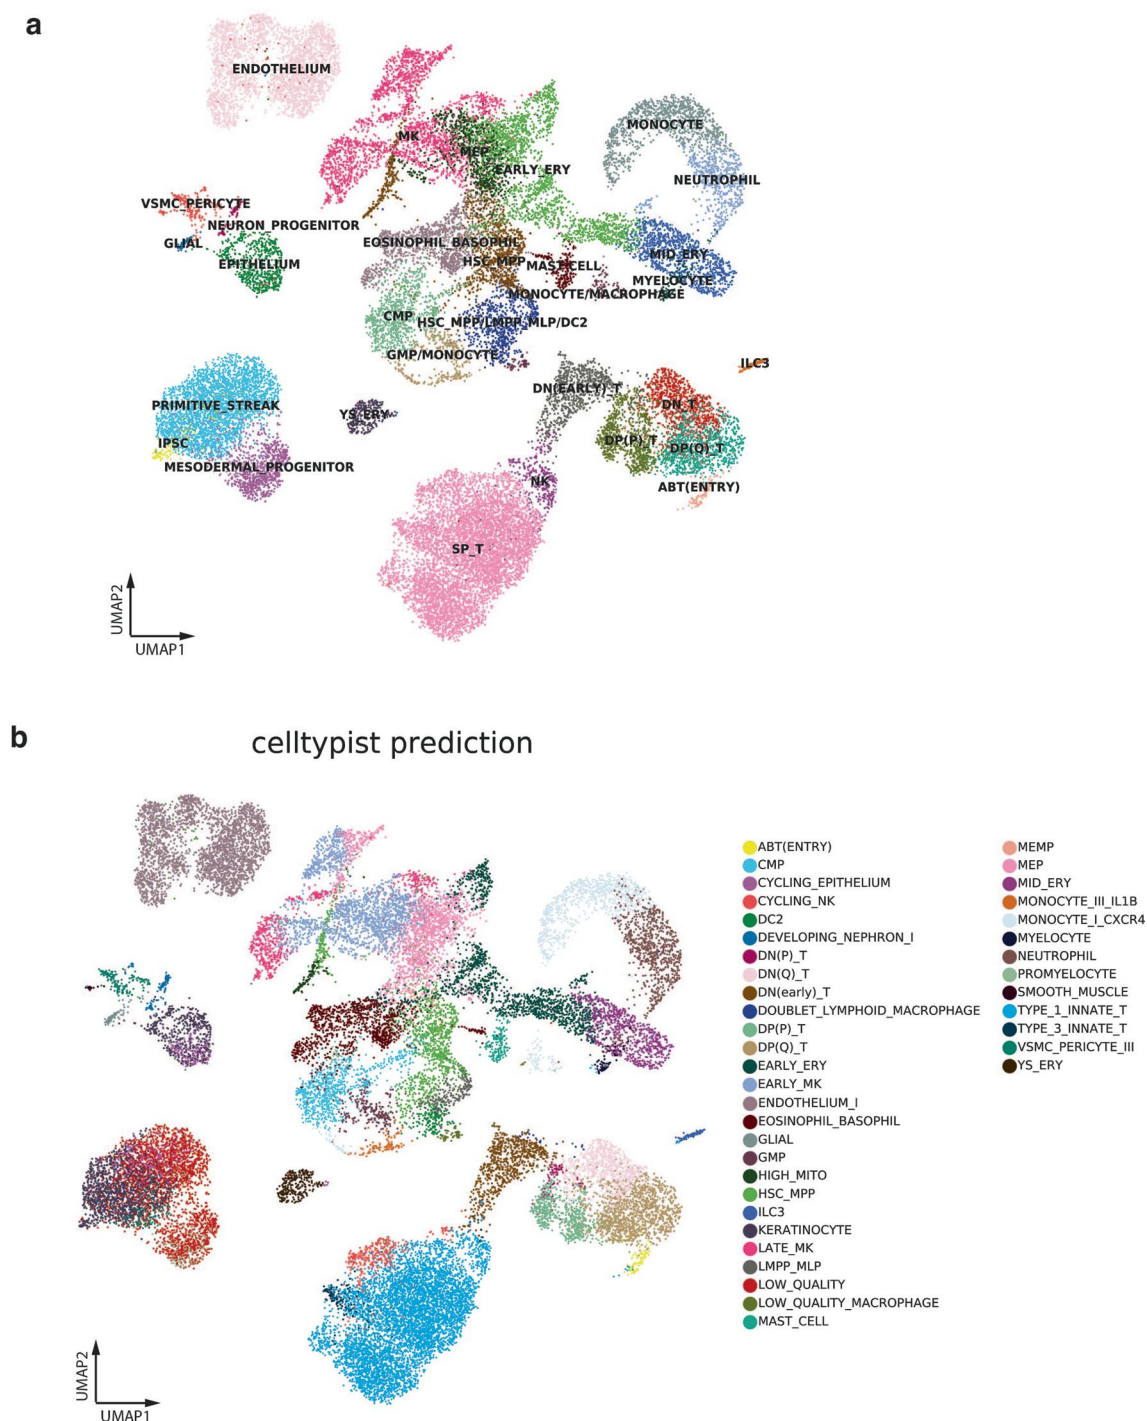 a
ENDOTHELIUM
MONOCYTE
MK
MEP
EARLY_ERY
NEUTROPHIL
VSMC_PERICYTE
NEURON_PROGENITOR
GLIAL
EOSINOPHIL_BASOPHIL
MID_ERY
EPITHELIUM
HSC_MPP
MAST_CELL
MYELOCYTE
MONOCYTE/MACROPHAGE
CMP
HSC_MPP/LMPP_MLP/DC2
GMP/MONOCYTE
ILC3
DN(EARLY)_T
PRIMITIVE_STREAK
DN_T
YS_ERY
IPSC
DP(P)_T
DP(Q)_T
MESODERMAL_PROGENITOR
NK
ABT(ENTRY)
SP_T
UMAP2
UMAP1
b
celltypist prediction
ABT(ENTRY)
CMP
CYCLING_EPITHELIUM
CYCLING_NK
DC2
DEVELOPING_NEPHRON_I
DN(P)_T
DN(Q)_T
DN(early)_T
DOUBLET_LYMPHOID_MACROPHAGE
DP(P)_T
DP(Q)_T
EARLY_ERY
EARLY_MK
ENDOTHELIUM_I
EOSINOPHIL_BASOPHIL
GLIAL
GMP
HIGH_MITO
HSC_MPP
ILC3
KERATINOCYTE
LATE_MK
LMPP_MLP
LOW_QUALITY
LOW_QUALITY_MACROPHAGE
MAST_CELL
MEMP
MEP
MID_ERY
MONOCYTE_III_IL1B
MONOCYTE_I_CXCR4
MYELOCYTE
NEUTROPHIL
PROMYELOCYTE
SMOOTH_MUSCLE
TYPE_1_INNATE_T
TYPE_3_INNATE_T
VSMC_PERICYTE_III
YS_ERY
UMAP2
UMAP1